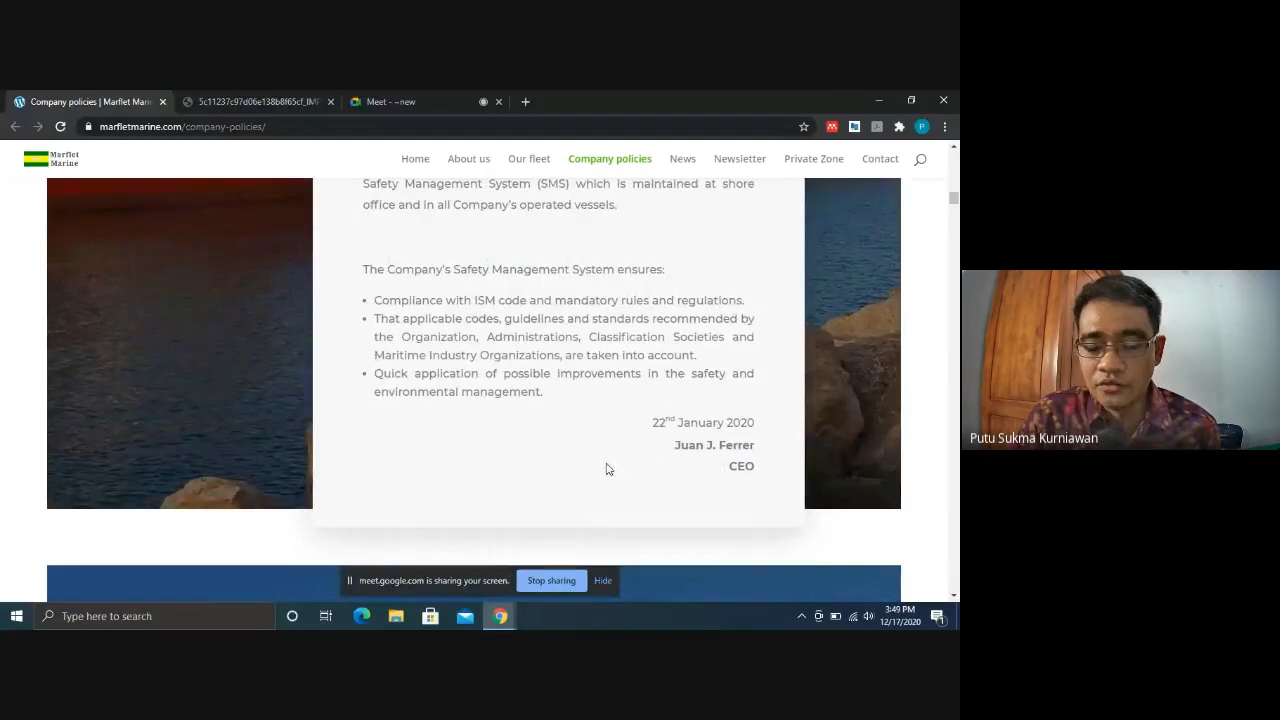 Company policies | Marflet Mari
5c11237c97d06e138b8f65cf_IMP
Meet - ~new
marfletmarine.com/company-policies/
P
Marflet
Marine
Home
About us
Our fleet
Company policies
News
Newsletter
Private Zone
Contact
Safety Management System (SMS) which is maintained at shore
office and in all Company's operated vessels.
The Company's Safety Management System ensures:
Compliance with ISM code and mandatory rules and regulations.
That applicable codes, guidelines and standards recommended by
the Organization, Administrations, Classification Societies and
Maritime Industry Organizations, are taken into account.
Quick application of possible improvements in the safety and
environmental management.
22nd January 2020
Juan J. Ferrer
CEO
meet.google.com is sharing your screen.
Stop sharing
Hide
Type here to search
3:49 PM
12/17/2020
1
Putu Sukma Kurniawan